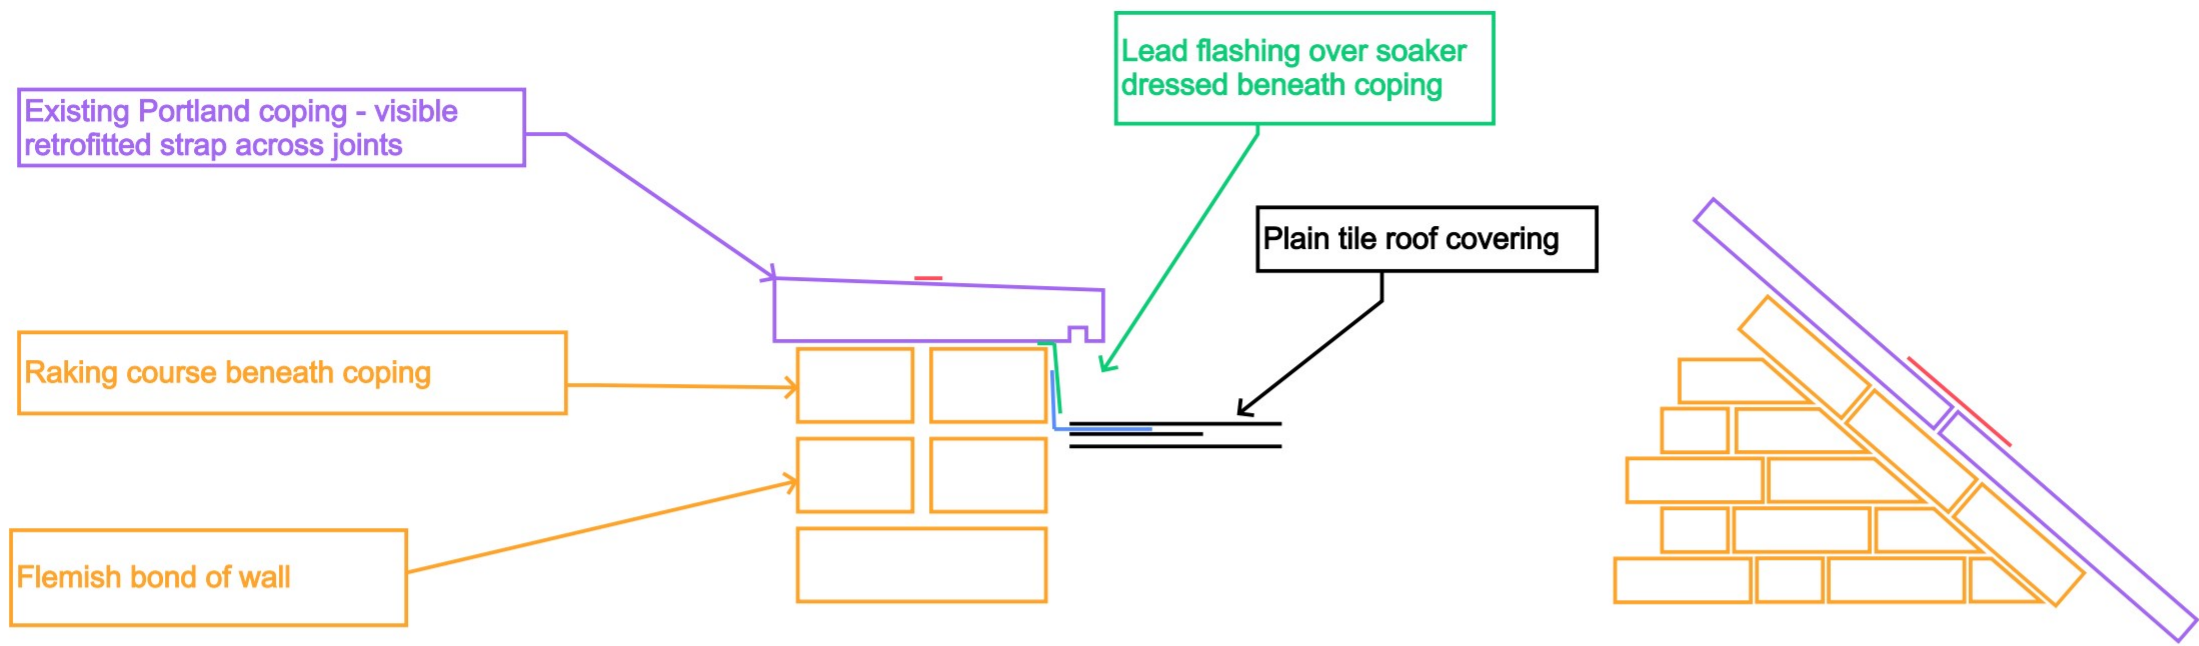 Existing Portland coping - visible
retrofitted strap across joints
Lead flashing over soaker
dressed beneath coping
Plain tile roof covering
Raking course beneath coping
Flemish bond of wall